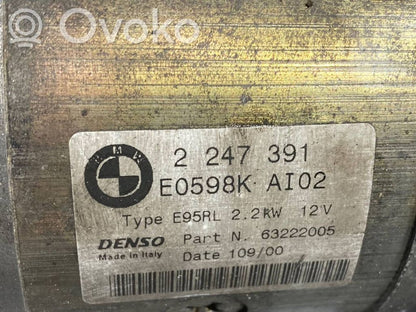 Ovoko
BMW
2 247 391
E0598K AI02
Type E95RL 2.2kW 12V
DENSO Part N. 63222005
Made in Italy Date 109/00